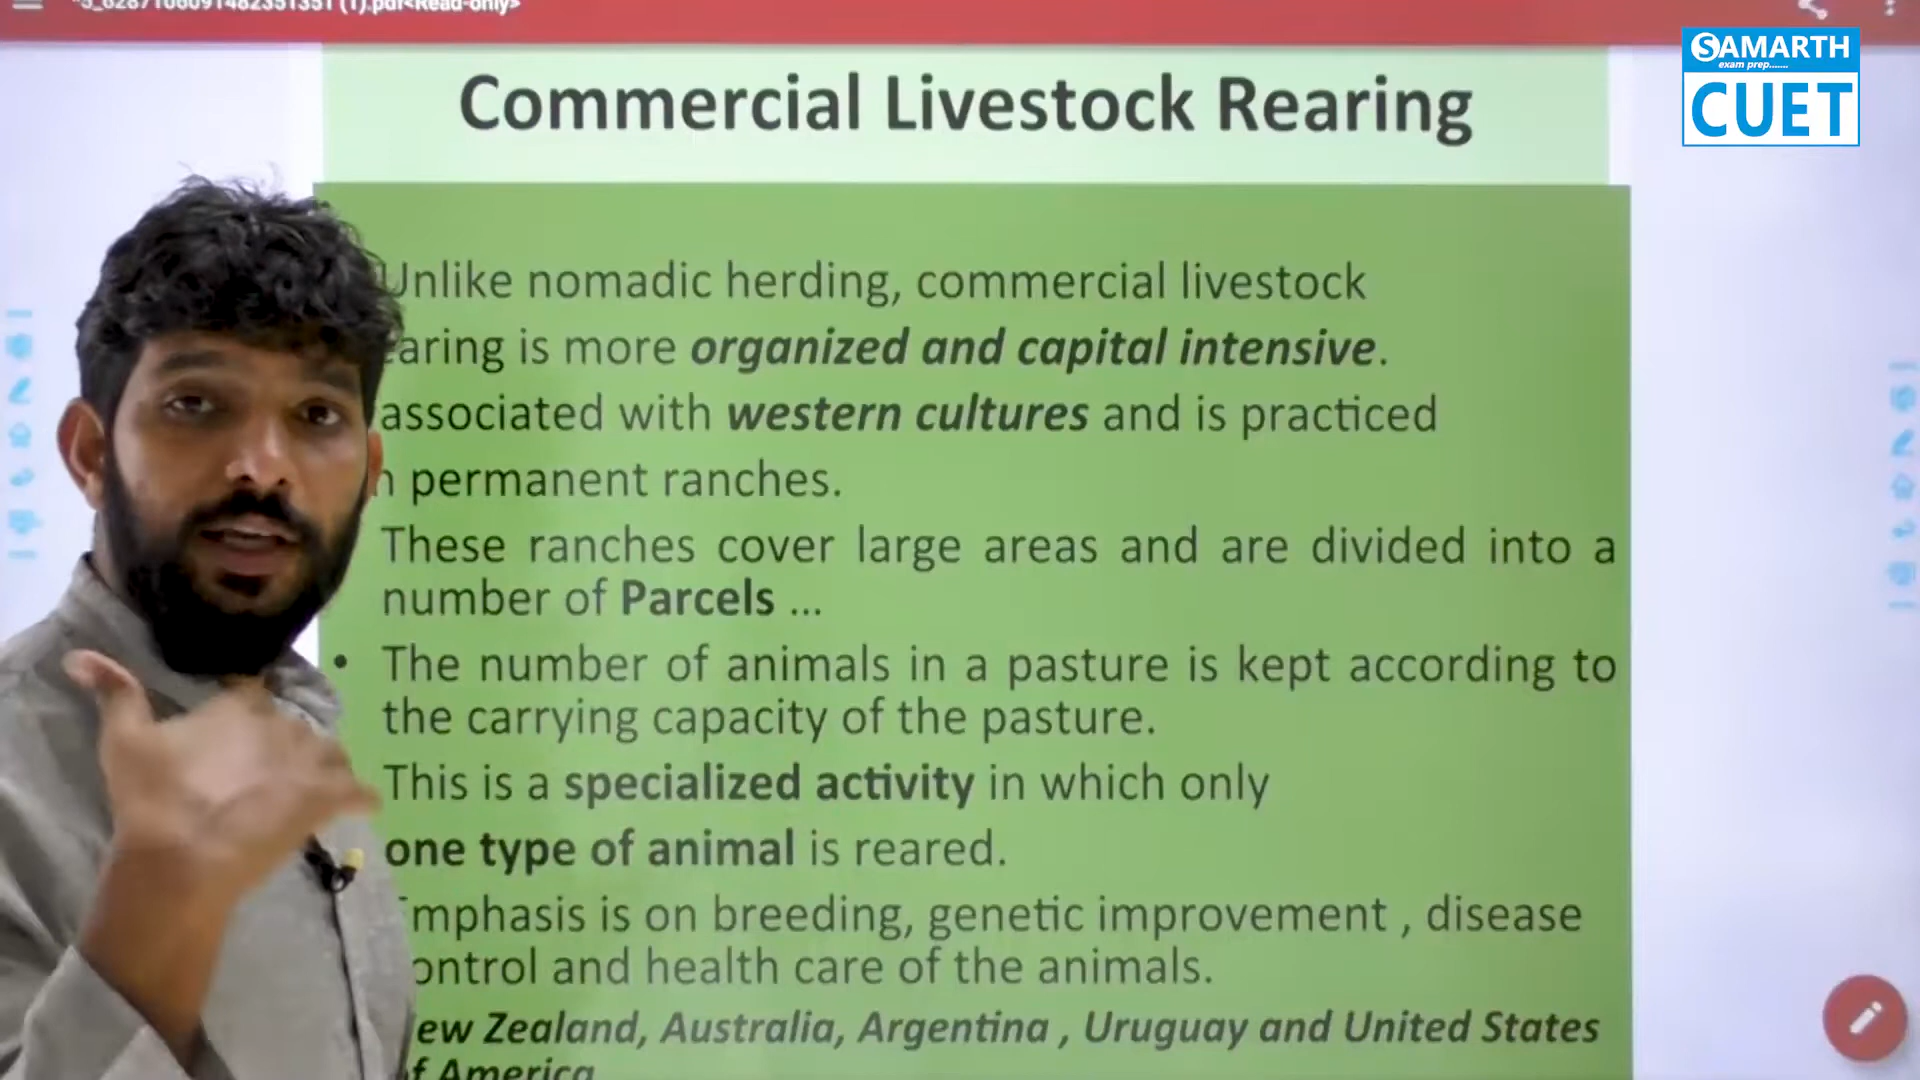 SAMARTH
exam prep.......
CUET
Commercial Livestock Rearing
Unlike nomadic herding, commercial livestock
earing is more organized and capital intensive.
associated with western cultures and is practiced
permanent ranches.
These ranches cover large areas and are divided into a
number of Parcels ...
• The number of animals in a pasture is kept according to
the carrying capacity of the pasture.
This is a specialized activity in which only
one type of animal is reared.
mphasis is on breeding, genetic improvement , disease
ontrol and health care of the animals.
ew Zealand, Australia, Argentina , Uruguay and United States
f America